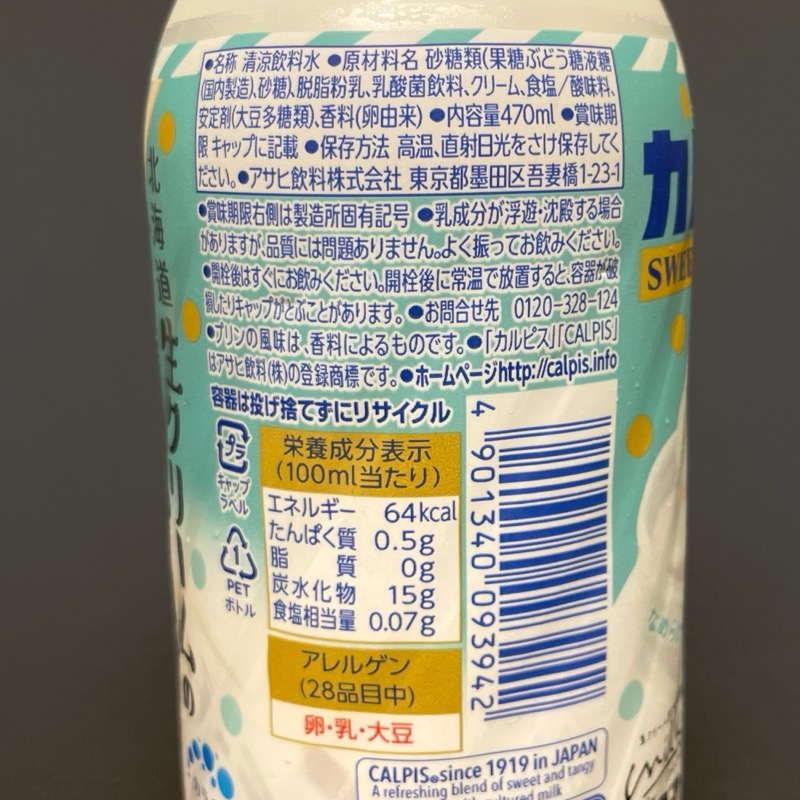 ●名称 清涼飲料水 ●原材料名 砂糖類(果糖ぶどう糖液糖
(国内製造)、砂糖)、脱脂粉乳、乳酸菌飲料、クリーム、食塩/酸味料、
安定剤(大豆多糖類)、香料(卵由来) ●内容量470ml ●賞味期
限 キャップに記載 ●保存方法 高温、直射日光をさけ保存してく
ださい。●アサヒ飲料株式会社 東京都墨田区吾妻橋1-23-1
●賞味期限右側は製造所固有記号 ●乳成分が浮遊・沈殿する場合
がありますが、品質には問題ありません。よく振ってお飲みください。
●開栓後はすぐにお飲みください。開栓後に常温で放置すると、容器が破
損したりキャップがとぶことがあります。●お問合せ先 0120-328-124
●プリンの風味は、香料によるものです。●「カルピス」「CALPIS」
はアサヒ飲料(株)の登録商標です。●ホームページhttp://calpis.info
容器は投げ捨てずにリサイクル
プラ
キャップ
ラベル
1
PET
ボトル
栄養成分表示
(100ml当たり)
エネルギー 64kcal
たんぱく質 0.5g
脂質 0g
炭水化物 15g
食塩相当量 0.07g
アレルゲン
(28品目中)
卵・乳・大豆
4 901340 093942
CALPIS®since 1919 in JAPAN
A refreshing blend of sweet and tangy
cultured milk
北海道生クリームの
カ
SWEE
なめら